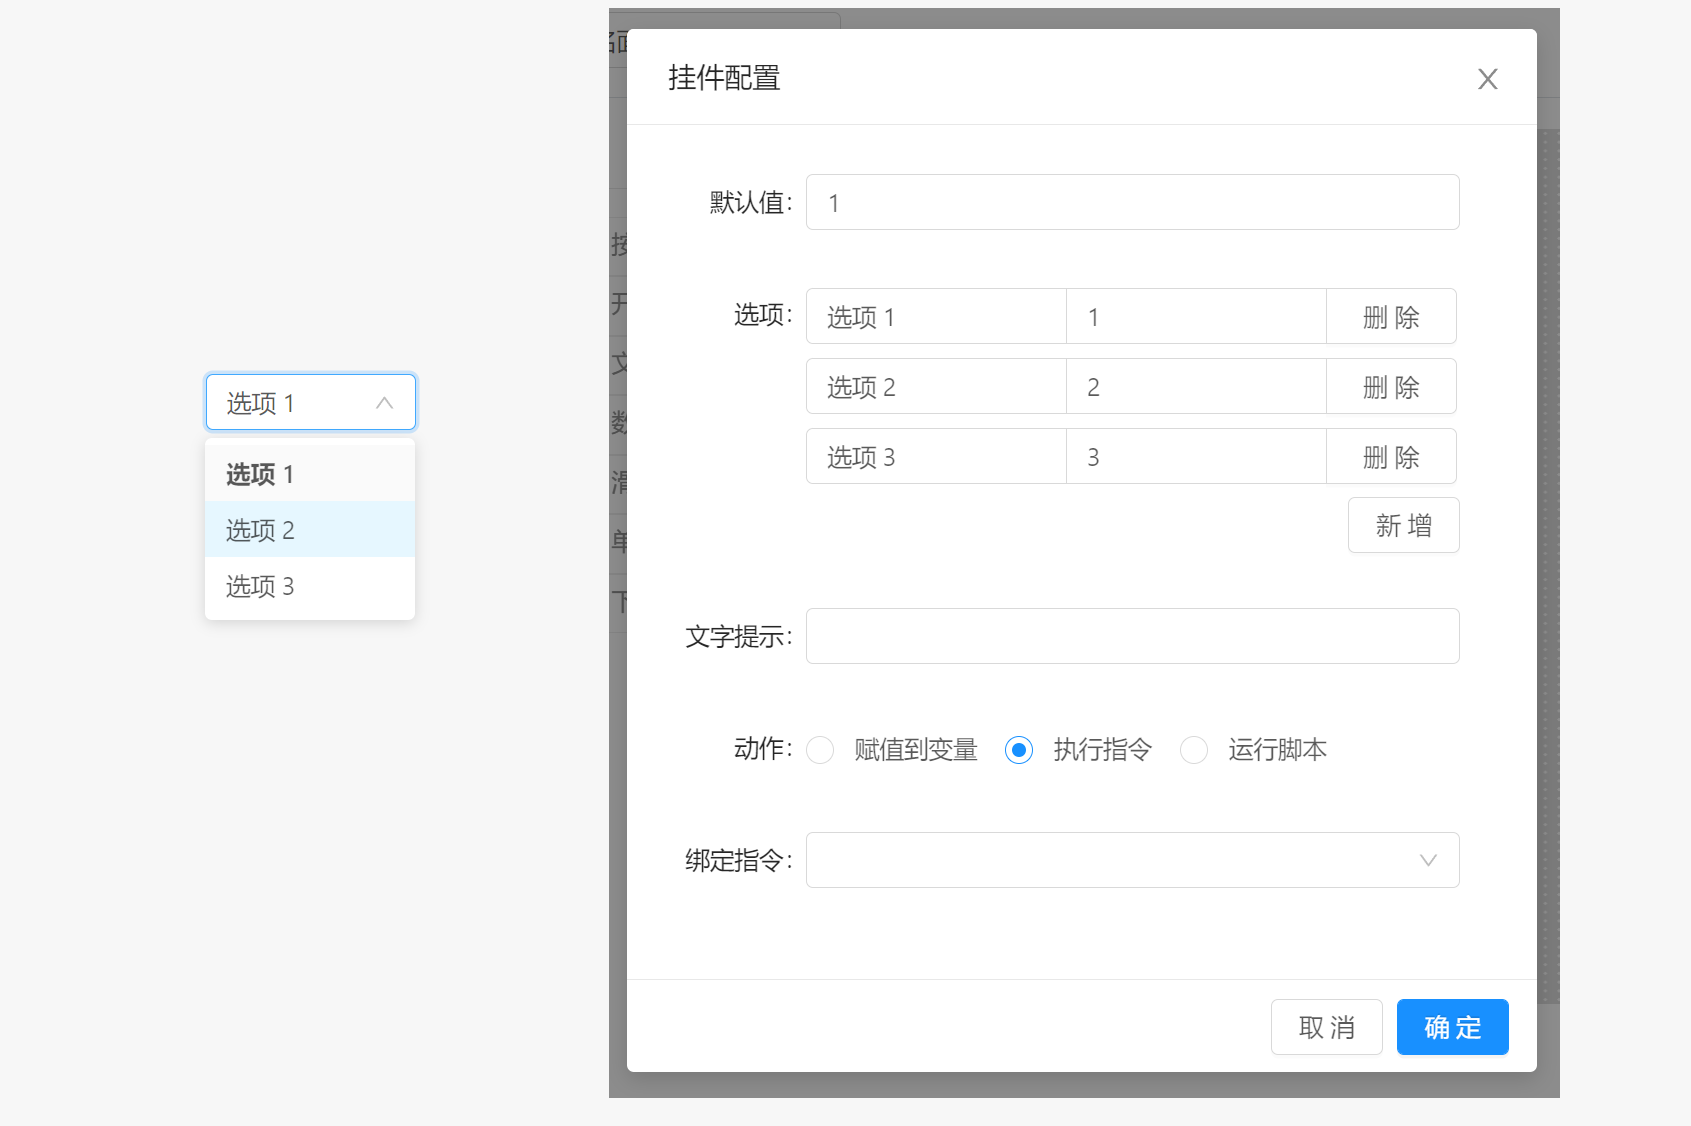 选项 1
选项 1
选项 2
选项 3
挂件配置
默认值: 1
选项: 选项 1 1 删 除
选项 2 2 删 除
选项 3 3 删 除
新 增
文字提示:
动作: 赋值到变量 执行指令 运行脚本
绑定指令:
取 消 确 定